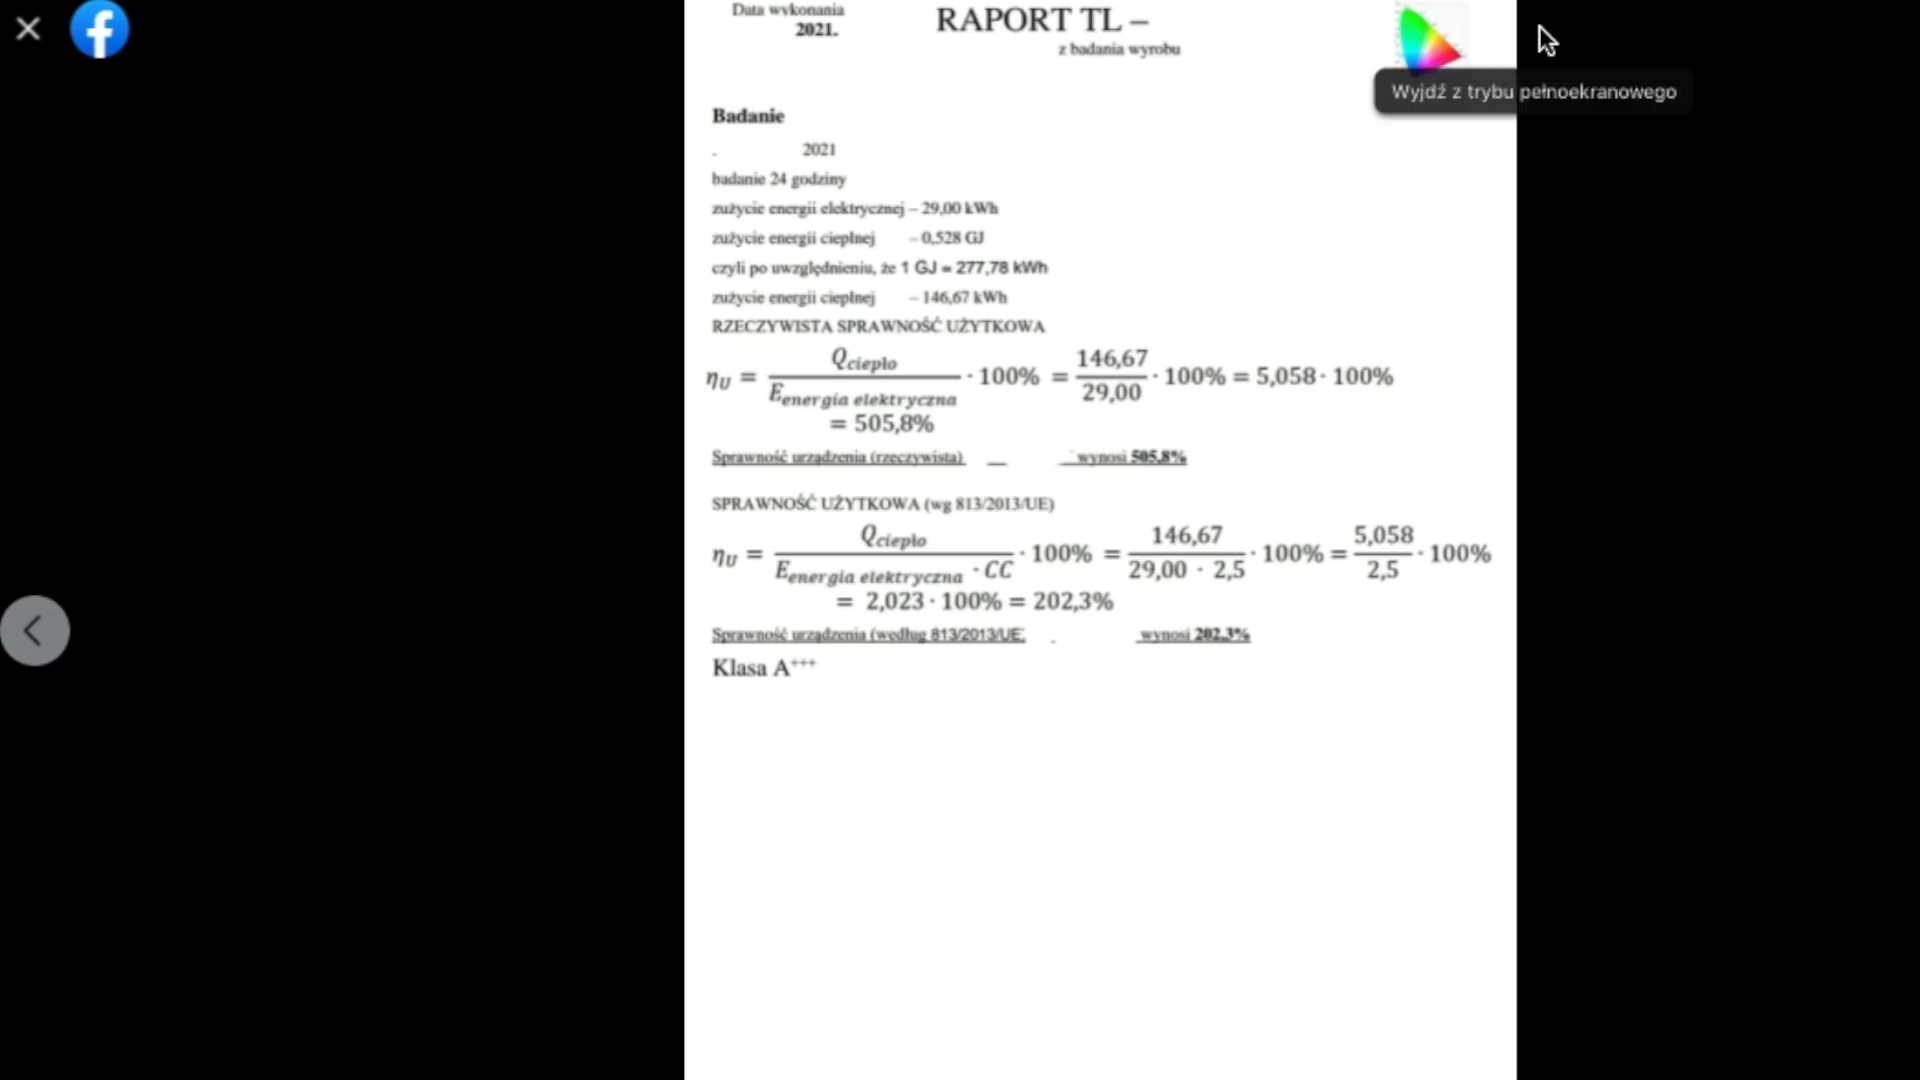 Data wykonania
2021.
RAPORT TL –
z badania wyrobu
Wyjdź z trybu pełnoekranowego
Badanie
. 2021
badanie 24 godziny
zużycie energii elektrycznej – 29,00 kWh
zużycie energii cieplnej – 0,528 GJ
czyli po uwzględnieniu, że 1 GJ = 277,78 kWh
zużycie energii cieplnej – 146,67 kWh
RZECZYWISTA SPRAWNOŚĆ UŻYTKOWA
ηU = Qciepło / Eenergia elektryczna · 100% = 146,67 / 29,00 · 100% = 5,058 · 100%
= 505,8%
Sprawność urządzenia (rzeczywista) wynosi 505,8%
SPRAWNOŚĆ UŻYTKOWA (wg 813/2013/UE)
ηU = Qciepło / Eenergia elektryczna · CC · 100% = 146,67 / 29,00 · 2,5 · 100% = 5,058 / 2,5 · 100%
= 2,023 · 100% = 202,3%
Sprawność urządzenia (według 813/2013/UE) wynosi 202,3%
Klasa A+++